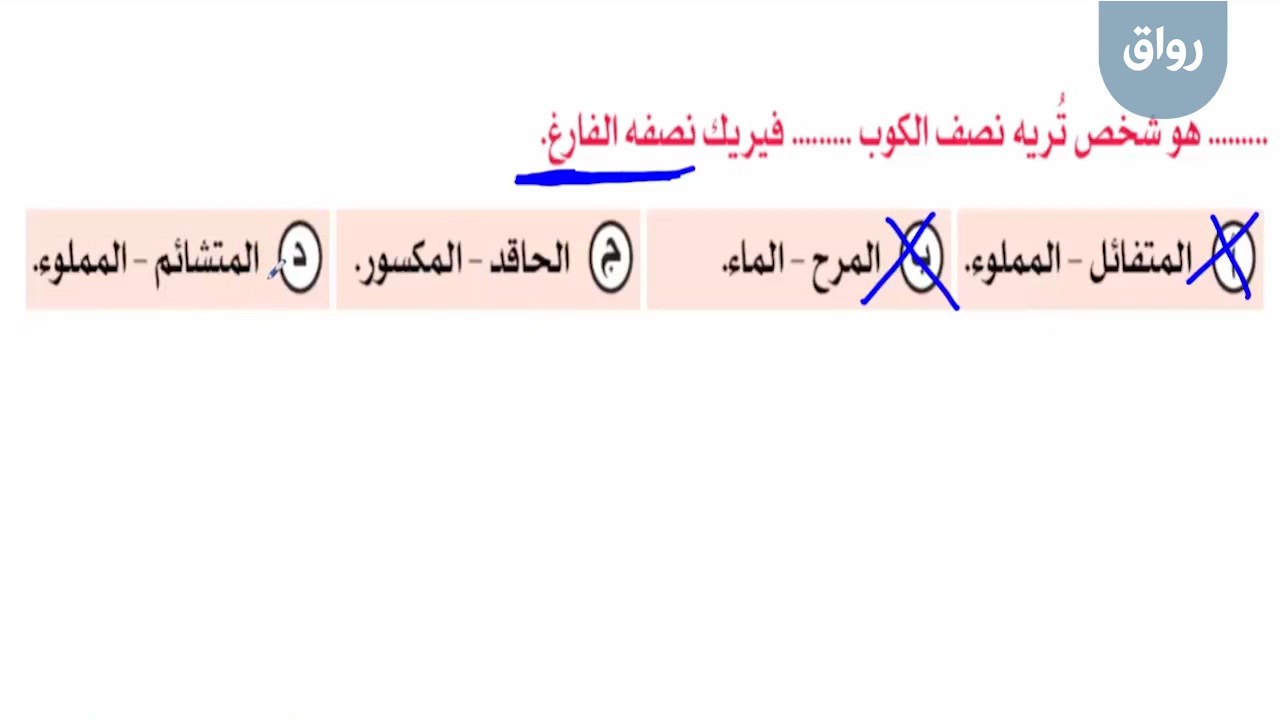 رواق
......... هو شخص تُريه نصف الكوب ......... فيريك نصفه الفارغ.
أ المتفائل - المملوء. ب المرح - الماء. ج الحاقد - المكسور. د المتشائم - المملوء.